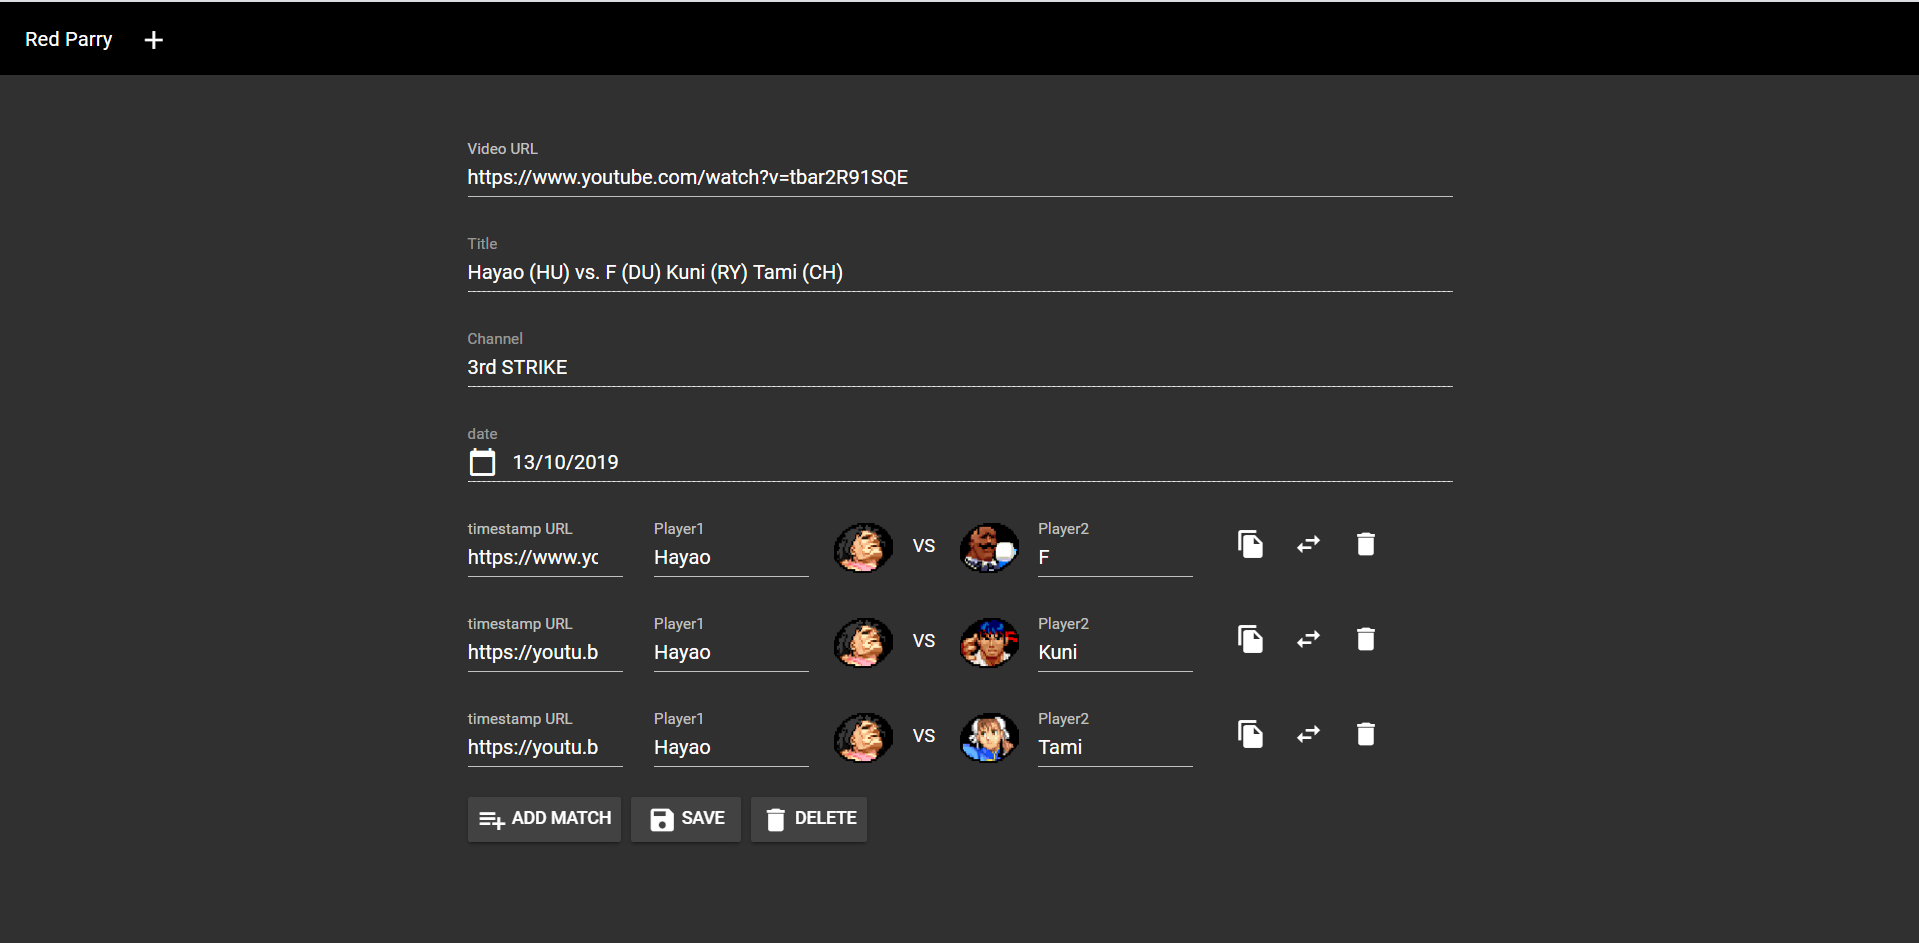 Red Parry
Video URL
https://www.youtube.com/watch?v=tbar2R91SQE
Title
Hayao (HU) vs. F (DU) Kuni (RY) Tami (CH)
Channel
3rd STRIKE
date
13/10/2019
timestamp URL Player1 Player2
https://www.yc Hayao VS F
timestamp URL Player1 Player2
https://youtu.b Hayao VS Kuni
timestamp URL Player1 Player2
https://youtu.b Hayao VS Tami
ADD MATCH SAVE DELETE